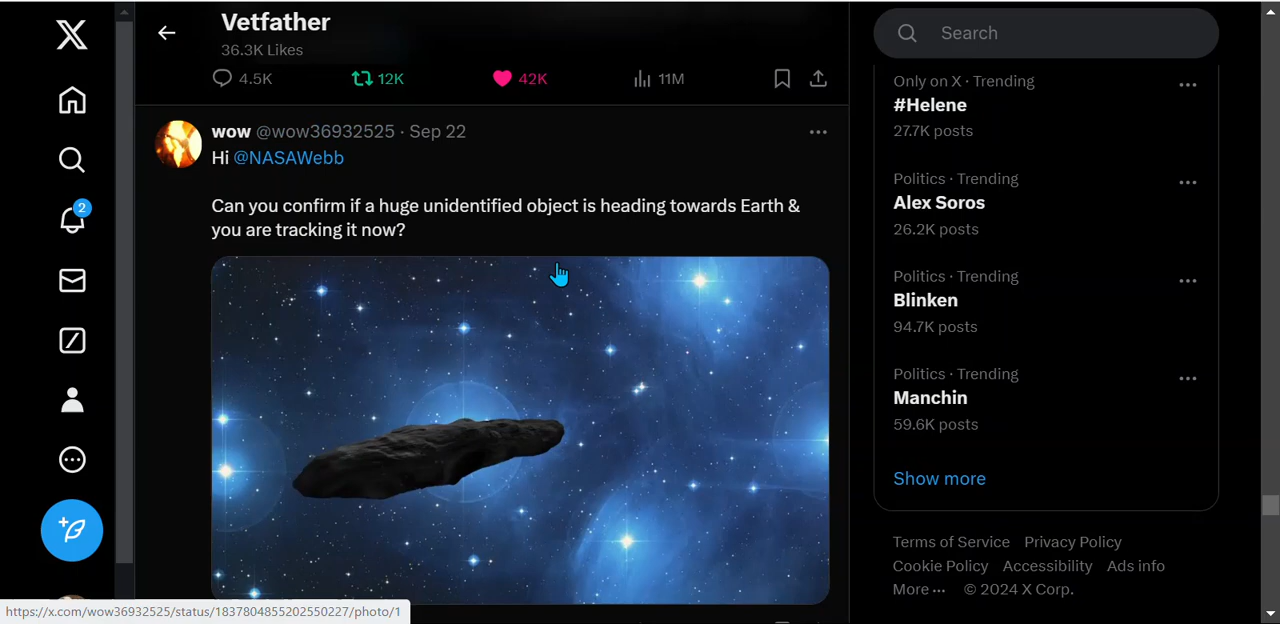 Vetfather
36.3K Likes
4.5K 12K 42K 11M
wow @wow36932525 · Sep 22
Hi @NASAWebb
Can you confirm if a huge unidentified object is heading towards Earth &
you are tracking it now?
2
https://x.com/wow36932525/status/1837804855202550227/photo/1
Search
Only on X · Trending
#Helene
27.7K posts
Politics · Trending
Alex Soros
26.2K posts
Politics · Trending
Blinken
94.7K posts
Politics · Trending
Manchin
59.6K posts
Show more
Terms of Service Privacy Policy
Cookie Policy Accessibility Ads info
More ··· © 2024 X Corp.